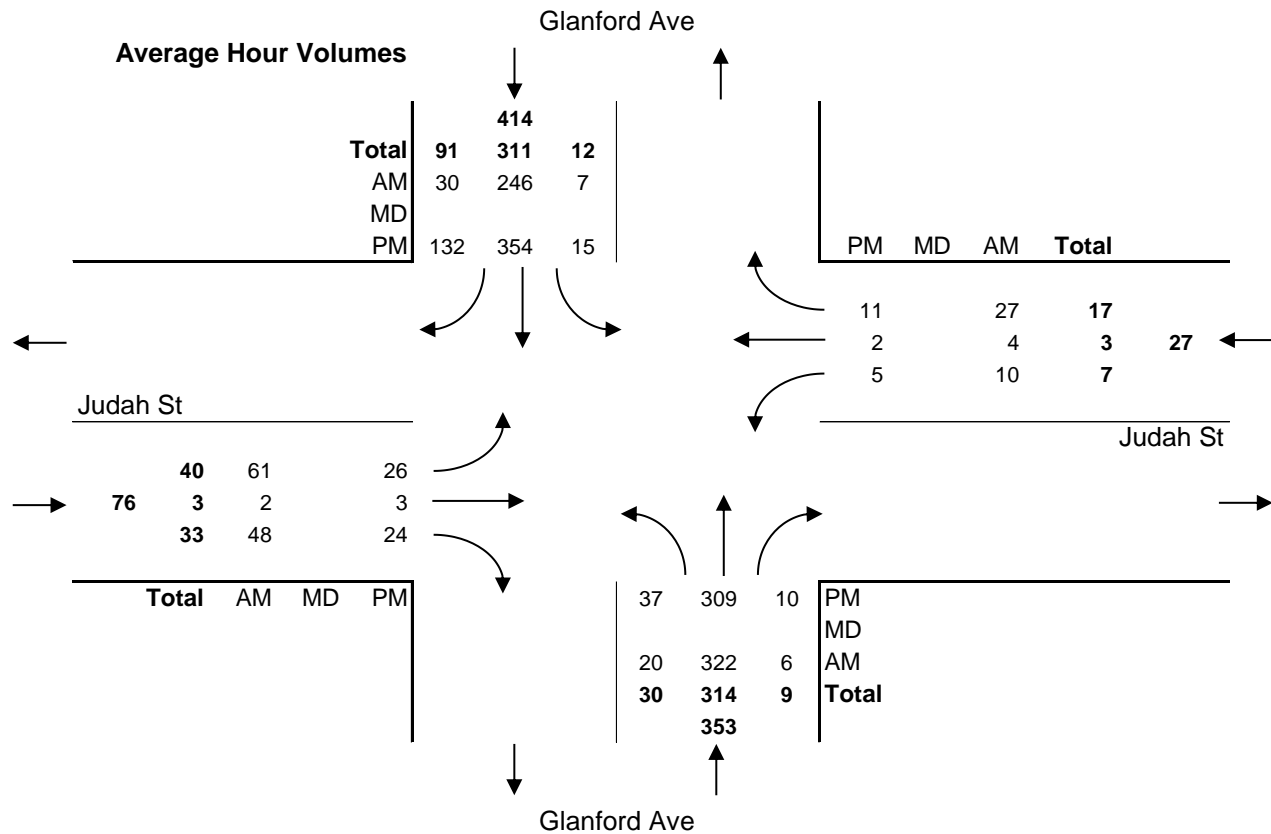 Glanford Ave
Average Hour Volumes
414
Total 91 311 12
AM 30 246 7
MD
PM 132 354 15
PM MD AM Total
11 27 17
2 4 3 27
5 10 7
Judah St
Judah St
40 61 26
76 3 2 3
33 48 24
Total AM MD PM
37 309 10 PM
MD
20 322 6 AM
30 314 9 Total
353
Glanford Ave